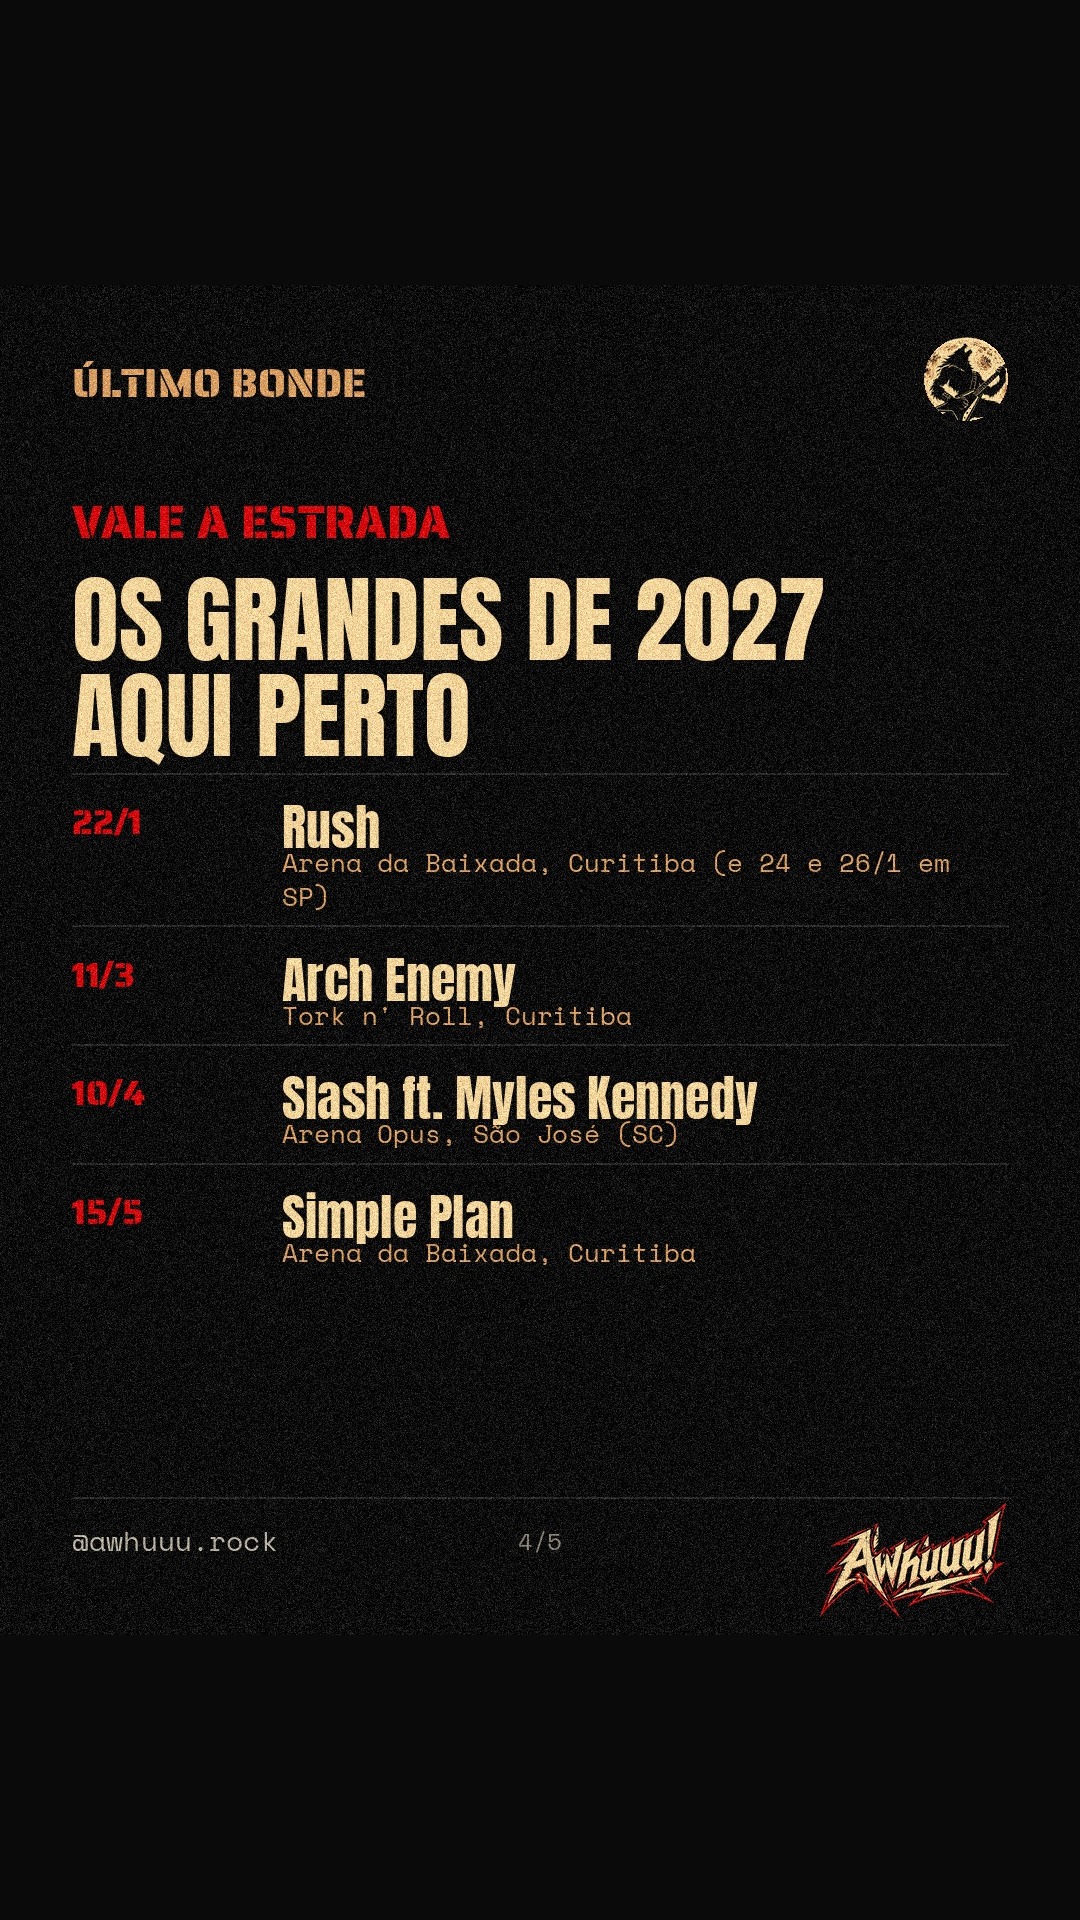 ÚLTIMO BONDE
VALE A ESTRADA
OS GRANDES DE 2027
AQUI PERTO
22/1
Rush
Arena da Baixada, Curitiba (e 24 e 26/1 em
SP)
11/3
Arch Enemy
Tork n' Roll, Curitiba
10/4
Slash ft. Myles Kennedy
Arena Opus, São José (SC)
15/5
Simple Plan
Arena da Baixada, Curitiba
@awhuuu.rock
4/5
Awhuuu!